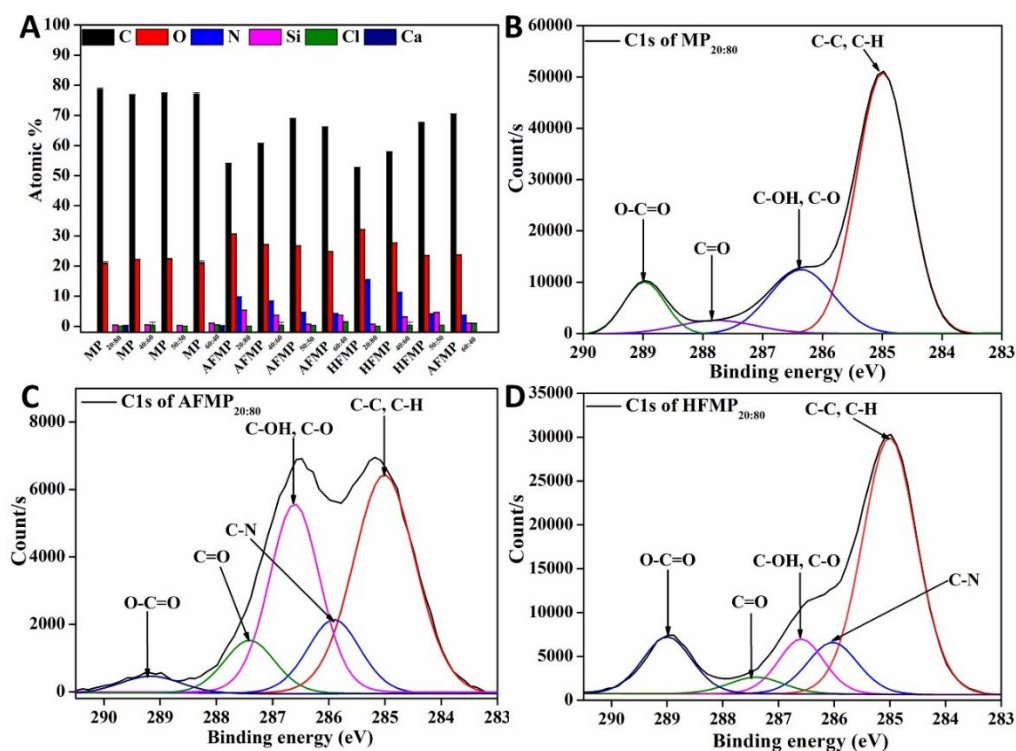 A
C O N Si Cl Ca
100
90
80
70
60
50
40
30
20
10
0
Atomic %
MP 20:80
MP 40:60
MP 50:50
MP 60:40
AFMP 20:80
AFMP 40:60
AFMP 50:50
AFMP 60:40
HFMP 20:80
HFMP 40:60
HFMP 50:50
AFMP 60:40
B
C1s of MP20:80
C-C, C-H
C-OH, C-O
O-C=O
C=O
60000
50000
40000
30000
20000
10000
0
Count/s
290 289 288 287 286 285 284 283
Binding energy (eV)
C
C1s of AFMP20:80
C-C, C-H
C-OH, C-O
C-N
C=O
O-C=O
8000
6000
4000
2000
0
Count/s
290 289 288 287 286 285 284 283
Binding energy (eV)
D
C1s of HFMP20:80
C-C, C-H
O-C=O
C-OH, C-O
C-N
C=O
35000
30000
25000
20000
15000
10000
5000
0
Count/s
290 289 288 287 286 285 284 283
Binding energy (eV)